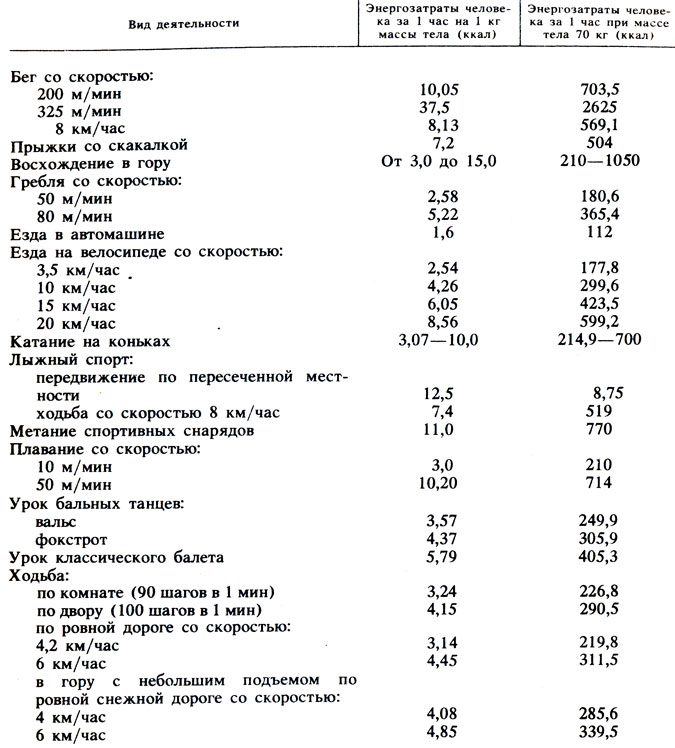 Вид деятельности
Энергозатраты челове-
ка за 1 час на 1 кг
массы тела (ккал)
Энергозатраты челове-
ка за 1 час при массе
тела 70 кг (ккал)
Бег со скоростью:
200 м/мин 10,05 703,5
325 м/мин 37,5 2625
8 км/час 8,13 569,1
Прыжки со скакалкой 7,2 504
Восхождение в гору От 3,0 до 15,0 210—1050
Гребля со скоростью:
50 м/мин 2,58 180,6
80 м/мин 5,22 365,4
Езда в автомашине 1,6 112
Езда на велосипеде со скоростью:
3,5 км/час 2,54 177,8
10 км/час 4,26 299,6
15 км/час 6,05 423,5
20 км/час 8,56 599,2
Катание на коньках 3,07—10,0 214,9—700
Лыжный спорт:
передвижение по пересеченной мест-
ности 12,5 8,75
ходьба со скоростью 8 км/час 7,4 519
Метание спортивных снарядов 11,0 770
Плавание со скоростью:
10 м/мин 3,0 210
50 м/мин 10,20 714
Урок бальных танцев:
вальс 3,57 249,9
фокстрот 4,37 305,9
Урок классического балета 5,79 405,3
Ходьба:
по комнате (90 шагов в 1 мин) 3,24 226,8
по двору (100 шагов в 1 мин) 4,15 290,5
по ровной дороге со скоростью:
4,2 км/час 3,14 219,8
6 км/час 4,45 311,5
в гору с небольшим подъемом по
ровной снежной дороге со скоростью:
4 км/час 4,08 285,6
6 км/час 4,85 339,5